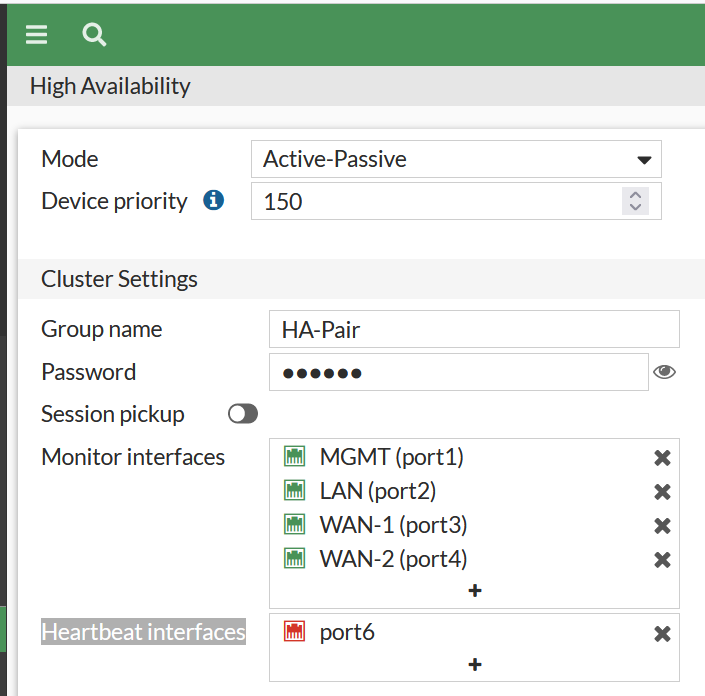 High Availability
Mode Active-Passive
Device priority 150
Cluster Settings
Group name HA-Pair
Password ●●●●●●
Session pickup
Monitor interfaces MGMT (port1)
LAN (port2)
WAN-1 (port3)
WAN-2 (port4)
+
Heartbeat interfaces port6
+